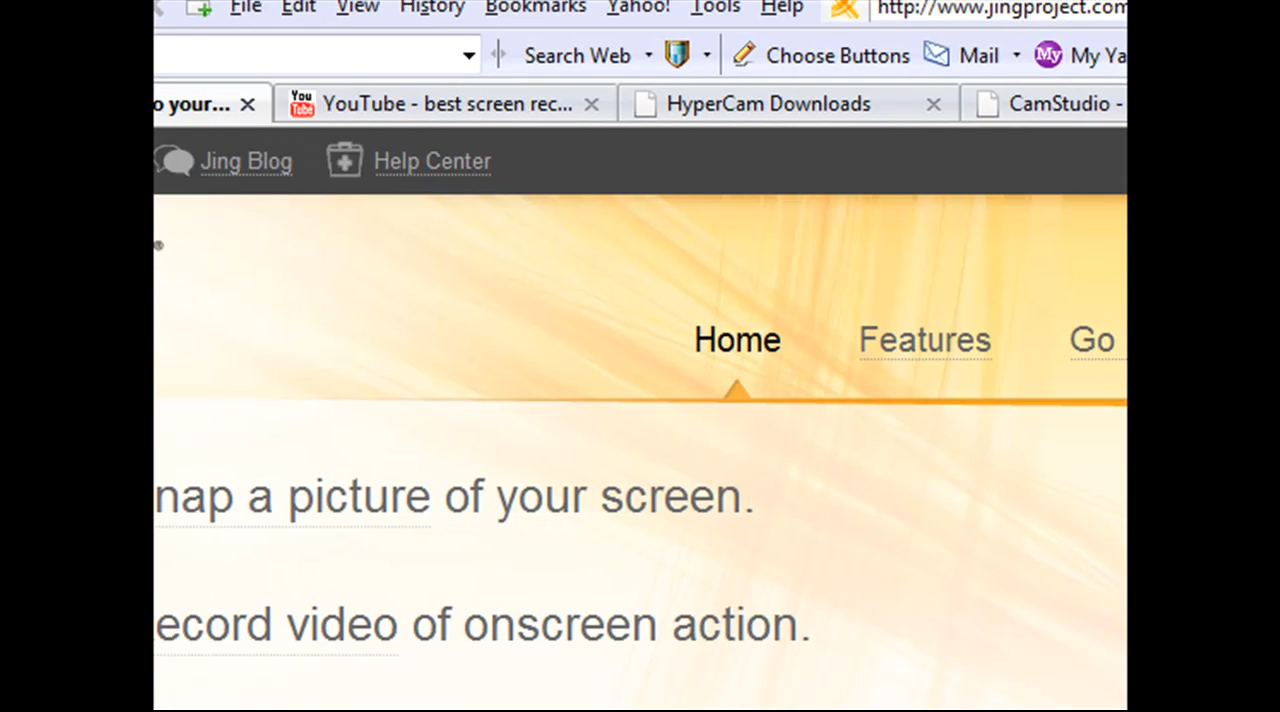 File Edit View History Bookmarks Yahoo! Tools Help http://www.jingproject.com
Search Web Choose Buttons Mail My Ya
o your... YouTube - best screen rec... HyperCam Downloads CamStudio -
Jing Blog Help Center
Home Features Go
nap a picture of your screen.
ecord video of onscreen action.